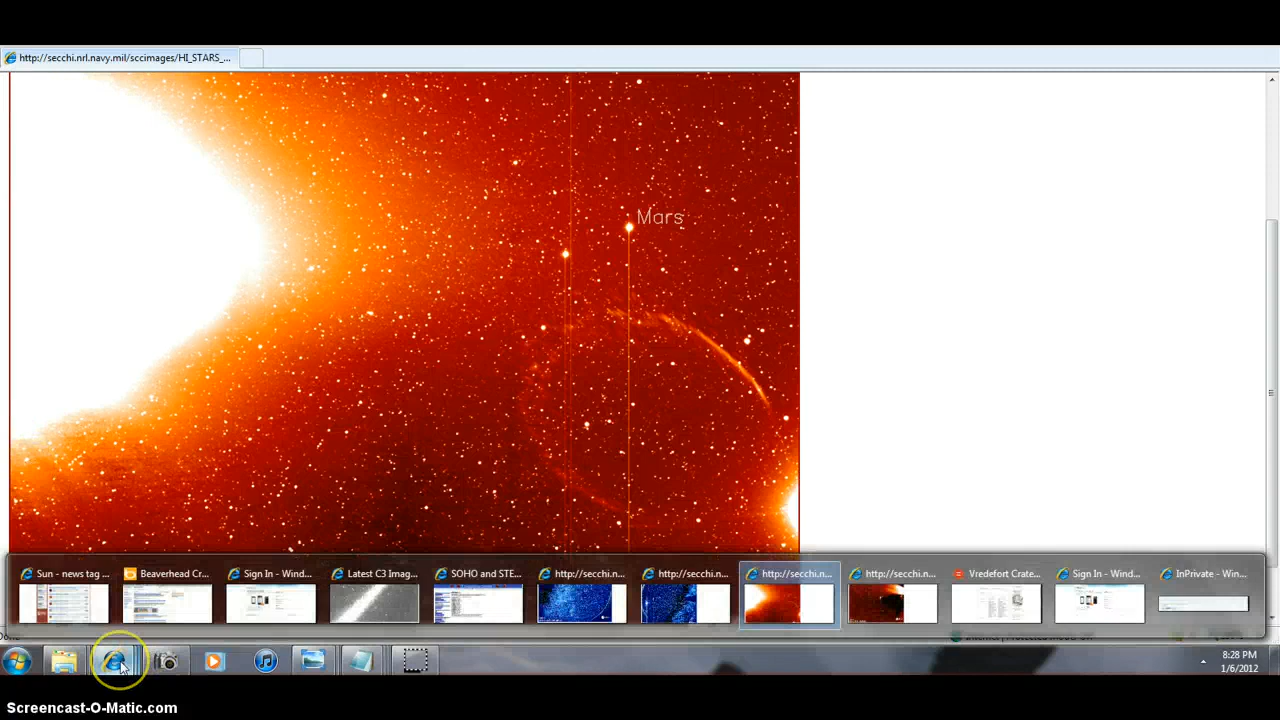 http://secchi.nrl.navy.mil/sccimages/HI_STARS_...
Mars
Sun - news tag ...
Beaverhead Cr...
Sign In - Wind...
Latest C3 Imag...
SOHO and STE...
http://secchi.n...
http://secchi.n...
http://secchi.n...
http://secchi.n...
Vredefort Crate...
Sign In - Wind...
InPrivate - Win...
8:28 PM
1/6/2012
Screencast-O-Matic.com